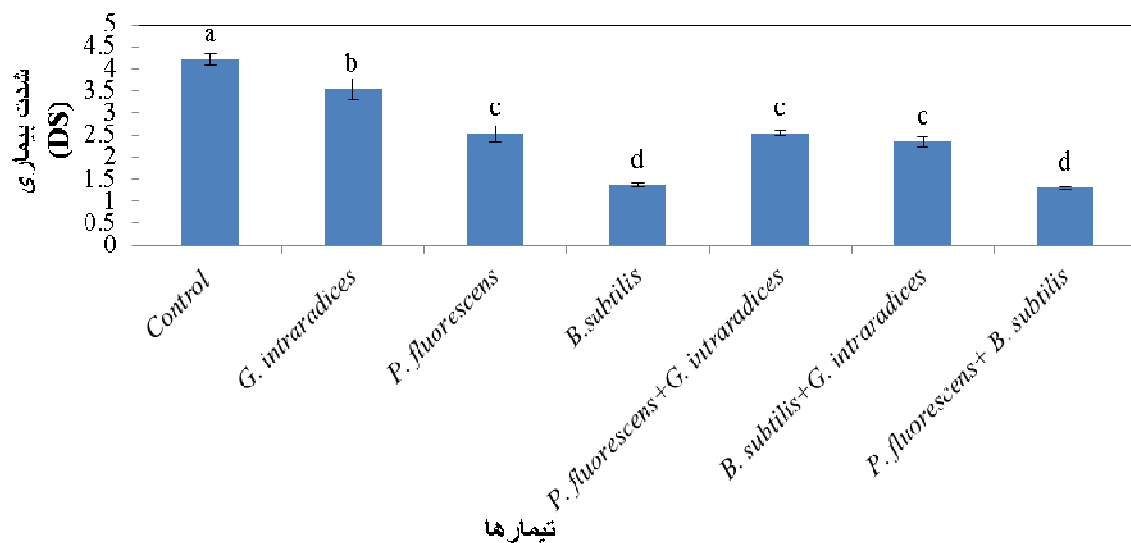 5
4.5
4
3.5
3
2.5
2
1.5
1
0.5
0
شدت بیماری
(DS)
a
b
c
d
c
c
d
Control
G. intraradices
P. fluorescens
B.subtilis
P. fluorescens+G. intraradices
B. subtilis+G. intraradices
P. fluorescens+ B. subtilis
تیمارها